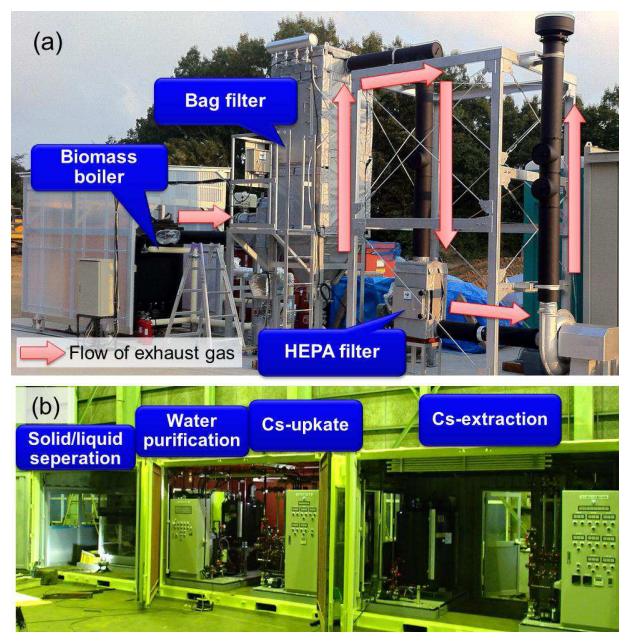 (a)
Bag filter
Biomass
boiler
HEPA filter
Flow of exhaust gas
(b)
Solid/liquid
seperation
Water
purification
Cs-upkate
Cs-extraction